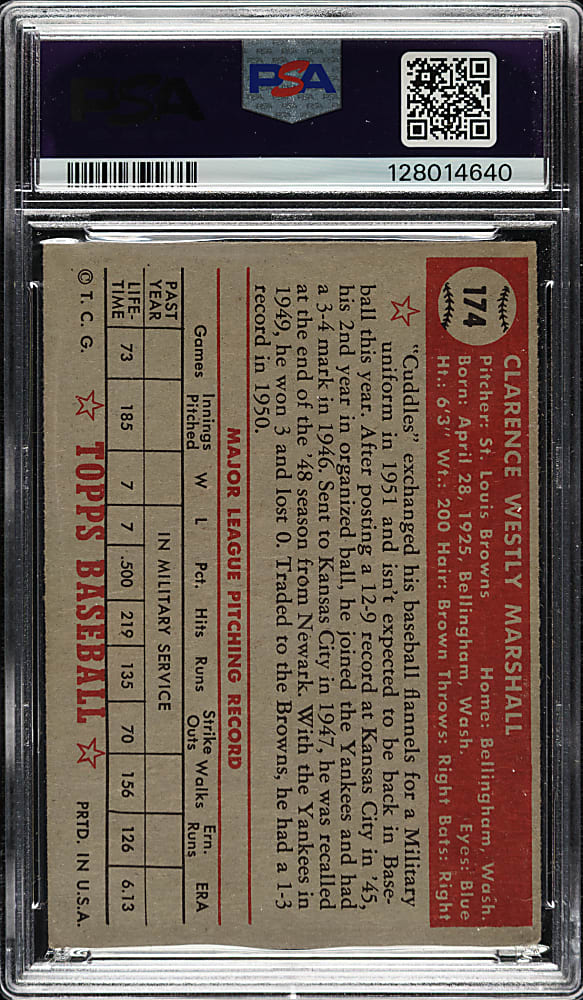 PSA
PSA
128014640
174
CLARENCE WESTLY MARSHALL
Pitcher: St. Louis Browns Home: Bellingham, Wash.
Born: April 28, 1925, Bellingham, Wash. Eyes: Blue
Ht.: 6'3" Wt.: 200 Hair: Brown Throws: Right Bats: Right
"Cuddles" exchanged his baseball flannels for a Military
uniform in 1951 and isn't expected to be back in Base-
ball this year. After posting a 12-9 record at Kansas City in '45,
his 2nd year in organized ball, he joined the Yankees and had
a 3-4 mark in 1946. Sent to Kansas City in 1947, he was recalled
at the end of the '48 season from Newark. With the Yankees in
1949, he won 3 and lost 0. Traded to the Browns, he had a 1-3
record in 1950.
MAJOR LEAGUE PITCHING RECORD
Games Innings Pitched W L Pct. Hits Runs Strike Outs Walks Ern. Runs ERA
PAST YEAR IN MILITARY SERVICE
LIFE-TIME 73 185 7 7 .500 219 135 70 156 126 6.13
© T. C. G. TOPPS BASEBALL PRTD. IN U.S.A.